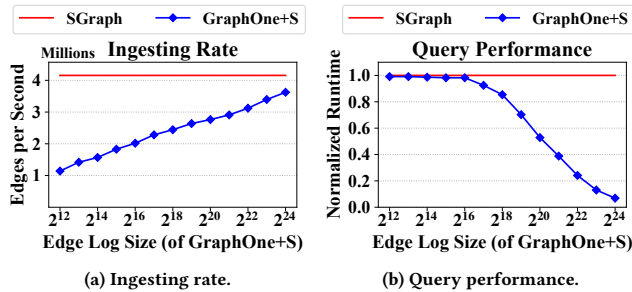 SGraph GraphOne+S
SGraph GraphOne+S
Millions Ingesting Rate
Edges per Second
4
3
2
1
2^12 2^14 2^16 2^18 2^20 2^22 2^24
Edge Log Size (of GraphOne+S)
(a) Ingesting rate.
Query Performance
Normalized Runtime
1.0
0.8
0.6
0.4
0.2
0.0
2^12 2^14 2^16 2^18 2^20 2^22 2^24
Edge Log Size (of GraphOne+S)
(b) Query performance.